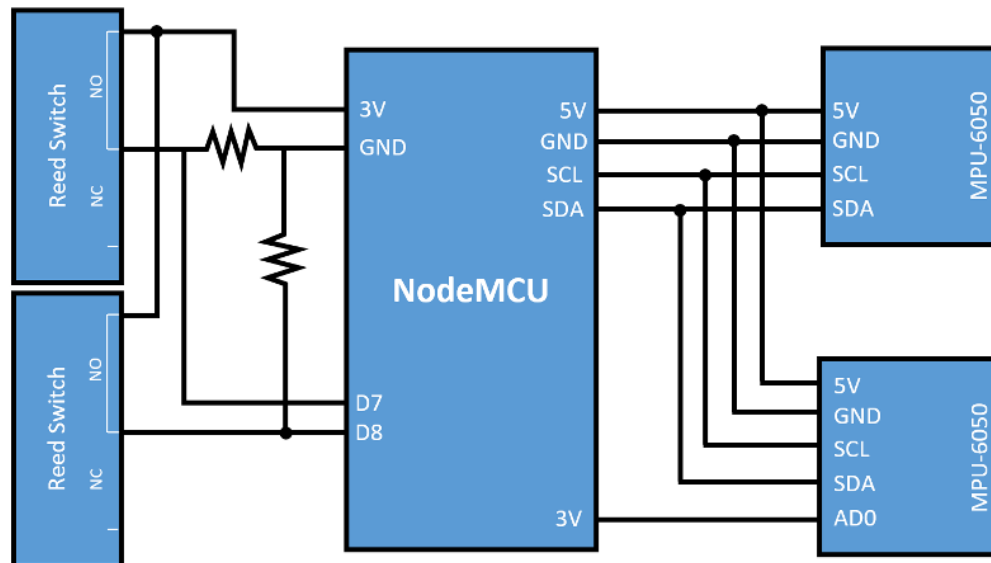 Reed Switch
NO
NC
Reed Switch
NO
NC
3V
GND
D7
D8
NodeMCU
5V
GND
SCL
SDA
3V
5V
GND
SCL
SDA
MPU-6050
5V
GND
SCL
SDA
AD0
MPU-6050